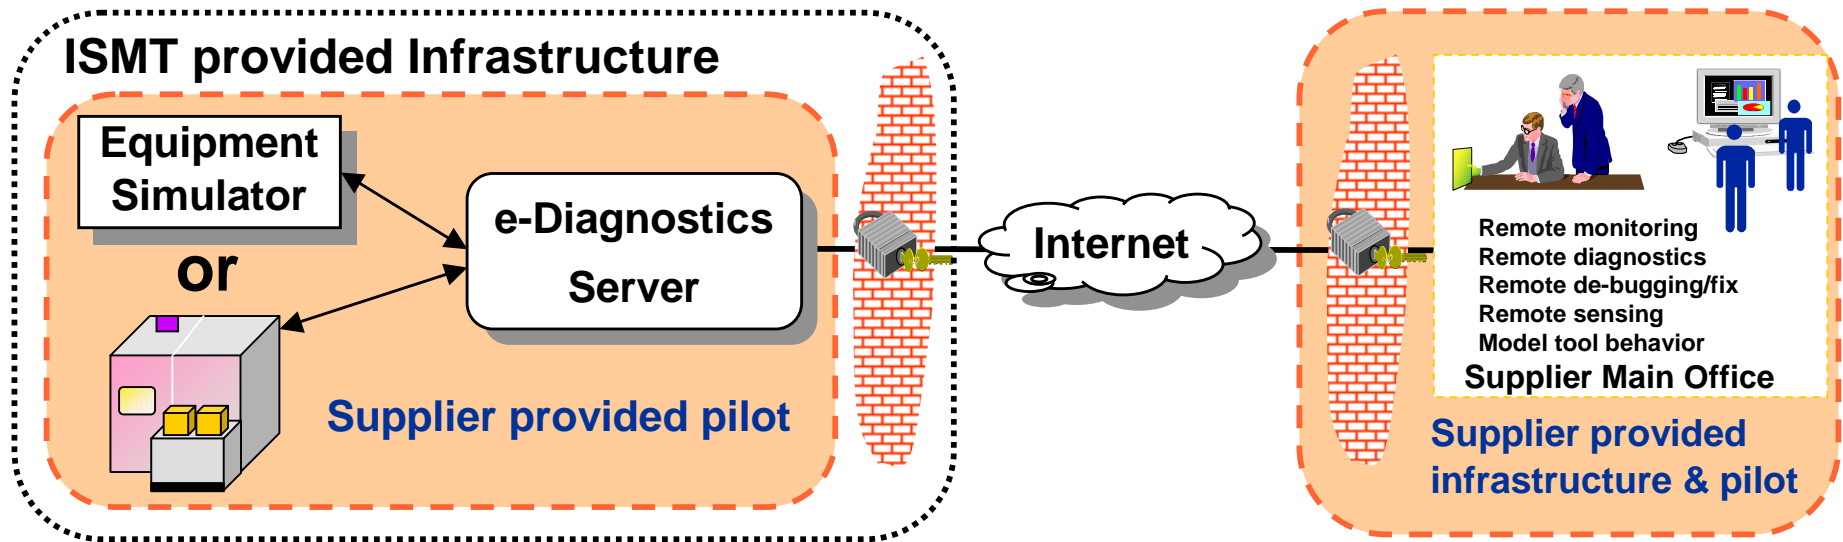 ISMT provided Infrastructure
Equipment
Simulator
or
e-Diagnostics
Server
Supplier provided pilot
Internet
Remote monitoring
Remote diagnostics
Remote de-bugging/fix
Remote sensing
Model tool behavior
Supplier Main Office
Supplier provided
infrastructure & pilot